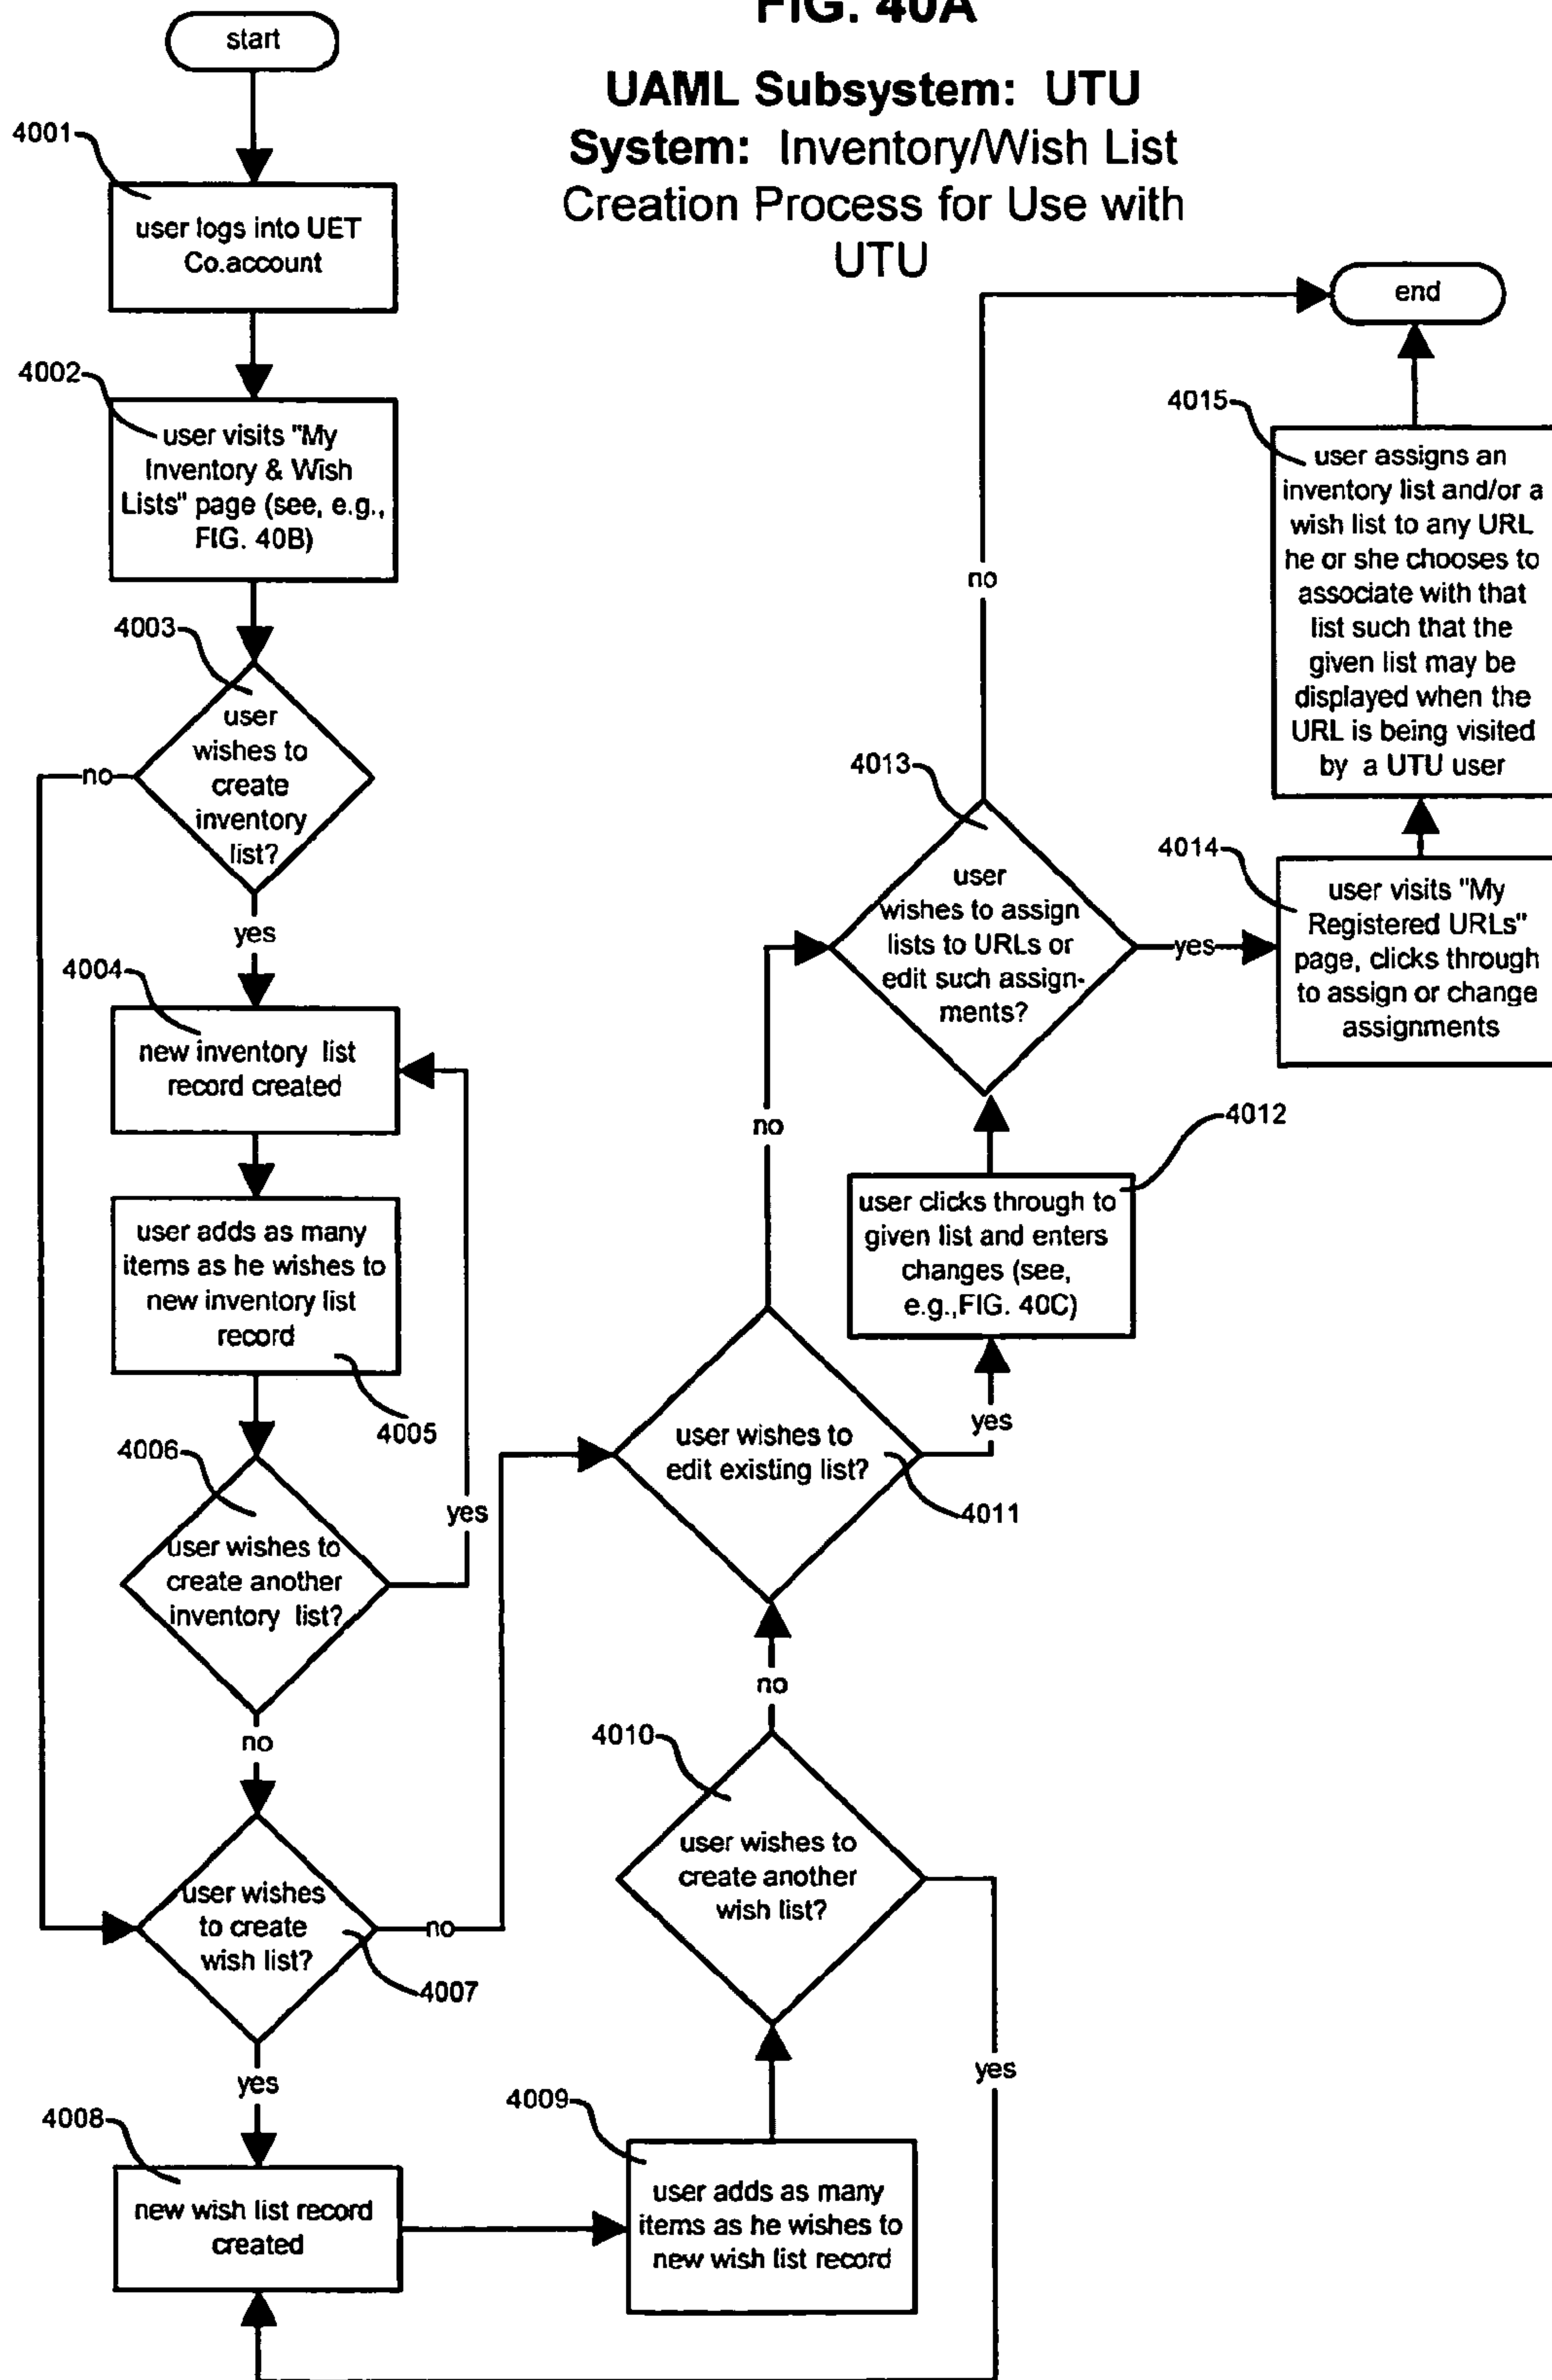 FIG. 40A
UAML Subsystem: UTU
System: Inventory/Wish List
Creation Process for Use with
UTU
start
4001
user logs into UET
Co.account
4002
user visits "My
Inventory & Wish
Lists" page (see, e.g.,
FIG. 40B)
4003
user
wishes to
create
inventory
list?
no
yes
4004
new inventory list
record created
user adds as many
items as he wishes to
new inventory list
record
4005
4006
user wishes to
create another
inventory list?
yes
no
user wishes
to create
wish list?
4007
no
yes
4008
new wish list record
created
4009
user adds as many
items as he wishes to
new wish list record
4010
user wishes to
create another
wish list?
yes
no
user wishes to
edit existing list?
4011
yes
no
4012
user clicks through to
given list and enters
changes (see,
e.g.,FIG. 40C)
4013
user
wishes to assign
lists to URLs or
edit such assign-
ments?
no
yes
4014
user visits "My
Registered URLs"
page, clicks through
to assign or change
assignments
4015
user assigns an
inventory list and/or a
wish list to any URL
he or she chooses to
associate with that
list such that the
given list may be
displayed when the
URL is being visited
by a UTU user
end